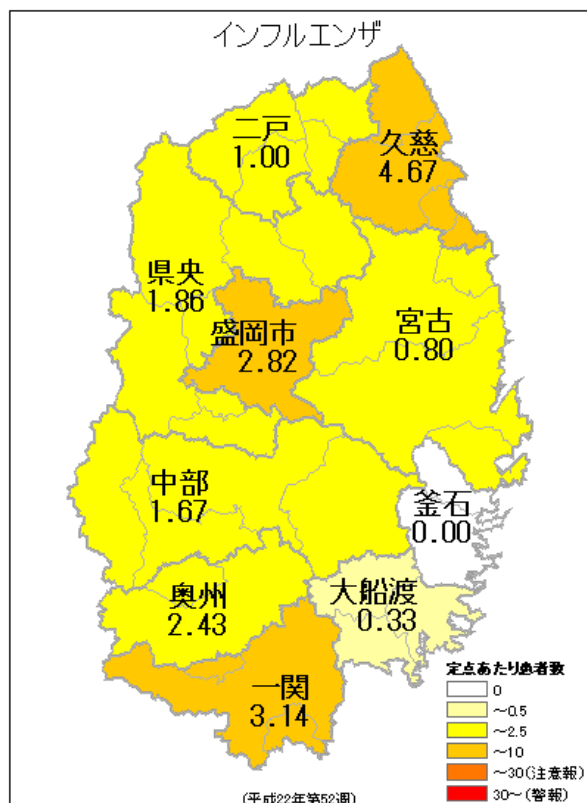 インフルエンザ
二戸
1.00
久慈
4.67
県央
1.86
盛岡市
2.82
宮古
0.80
中部
1.67
釜石
0.00
奥州
2.43
大船渡
0.33
一関
3.14
定点あたり患者数
0
～0.5
～2.5
～10
～30(注意報)
30～(警報)
(平成22年第52週)